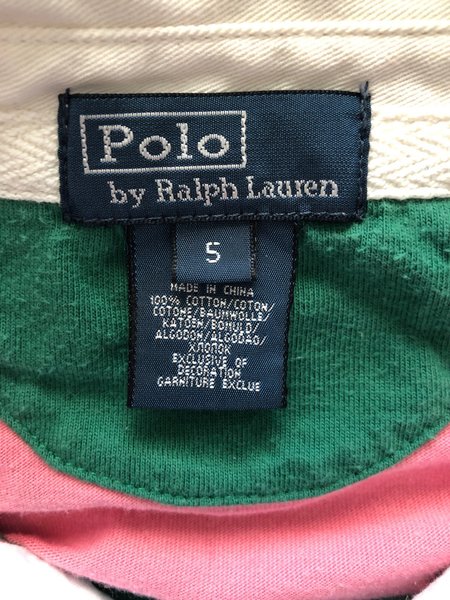 Polo
by Ralph Lauren
5
MADE IN CHINA
100% COTTON/COTON/
COTONE/BAUMWOLLE/
KATOEN/BOMULD/
ALGODON/ALGODAO/
ХЛОПОК
EXCLUSIVE OF
DECORATION
GARNITURE EXCLUE